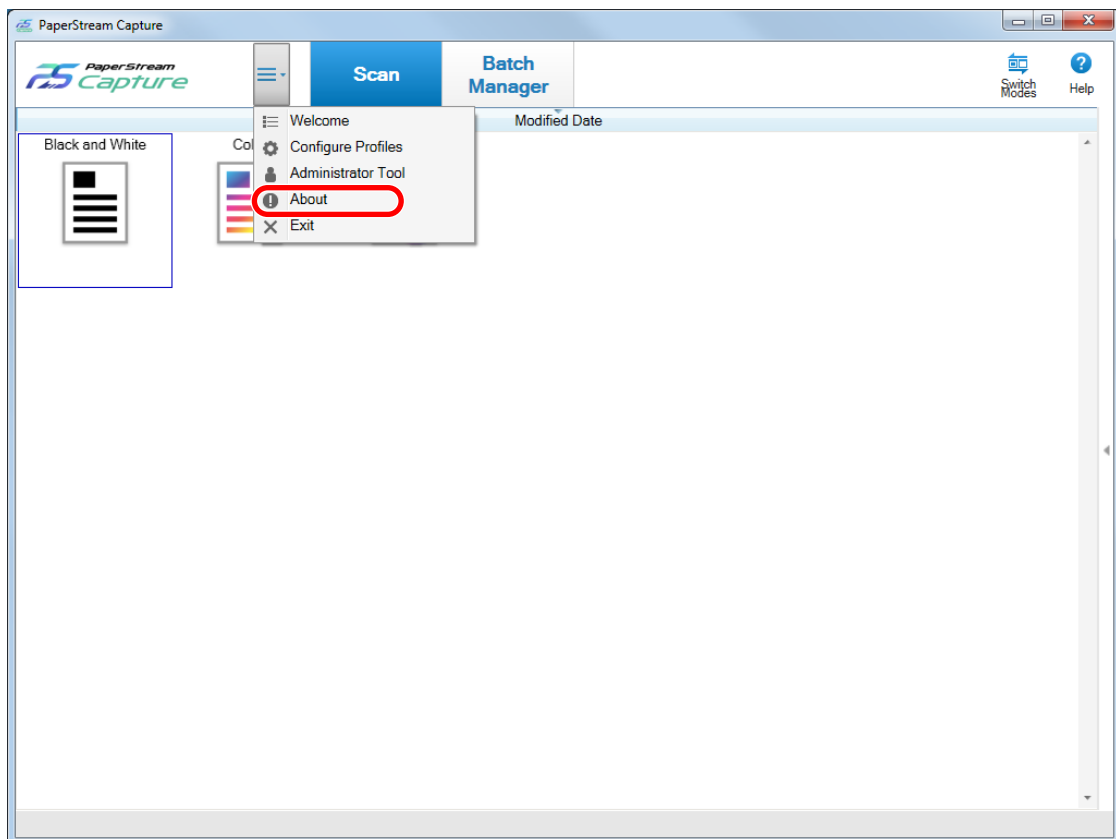 PaperStream Capture
PaperStream
Capture
Scan
Batch
Manager
Switch
Modes
Help
Modified Date
Welcome
Configure Profiles
Administrator Tool
About
Exit
Black and White
Col